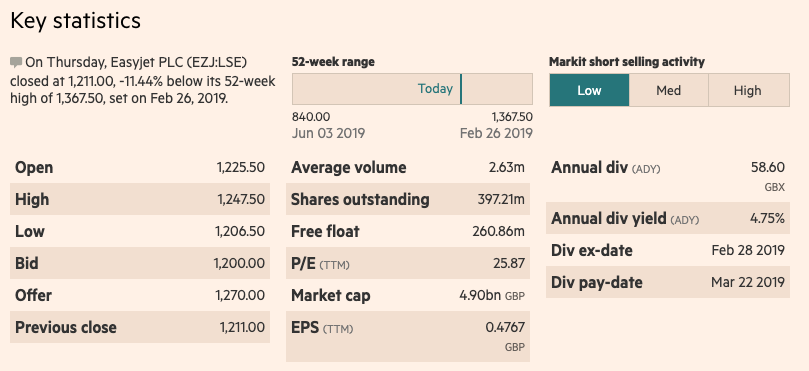 Key statistics
On Thursday, Easyjet PLC (EZJ:LSE)
closed at 1,211.00, -11.44% below its 52-week
high of 1,367.50, set on Feb 26, 2019.
52-week range
Today
840.00 1,367.50
Jun 03 2019 Feb 26 2019
Markit short selling activity
Low Med High
Open 1,225.50
High 1,247.50
Low 1,206.50
Bid 1,200.00
Offer 1,270.00
Previous close 1,211.00
Average volume 2.63m
Shares outstanding 397.21m
Free float 260.86m
P/E (TTM) 25.87
Market cap 4.90bn GBP
EPS (TTM) 0.4767
GBP
Annual div (ADY) 58.60
GBX
Annual div yield (ADY) 4.75%
Div ex-date Feb 28 2019
Div pay-date Mar 22 2019